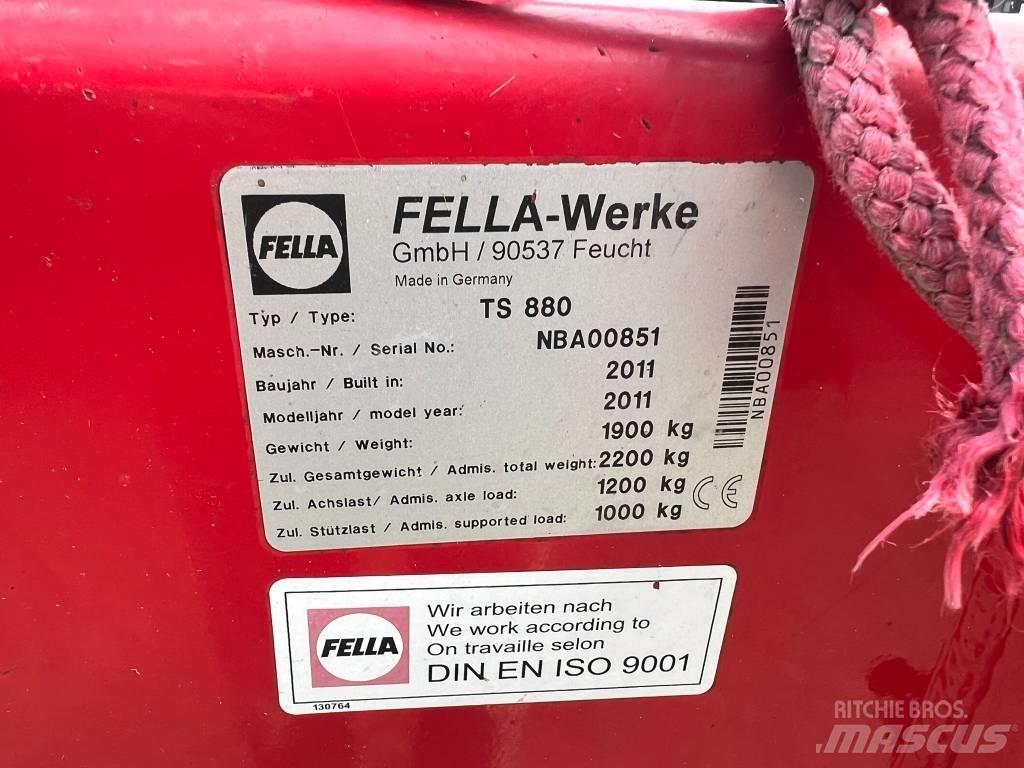 FELLA
FELLA-Werke
GmbH / 90537 Feucht
Made in Germany
Typ / Type: TS 880
Masch.-Nr. / Serial No.: NBA00851
Baujahr / Built in: 2011
Modelljahr / model year: 2011
Gewicht / Weight: 1900 kg
Zul. Gesamtgewicht / Admis. total weight: 2200 kg
Zul. Achslast/ Admis. axle load: 1200 kg
Zul. Stützlast / Admis. supported load: 1000 kg
CE
NBA00851
FELLA
Wir arbeiten nach
We work according to
On travaille selon
DIN EN ISO 9001
130764
RITCHIE BROS.
MASCUS